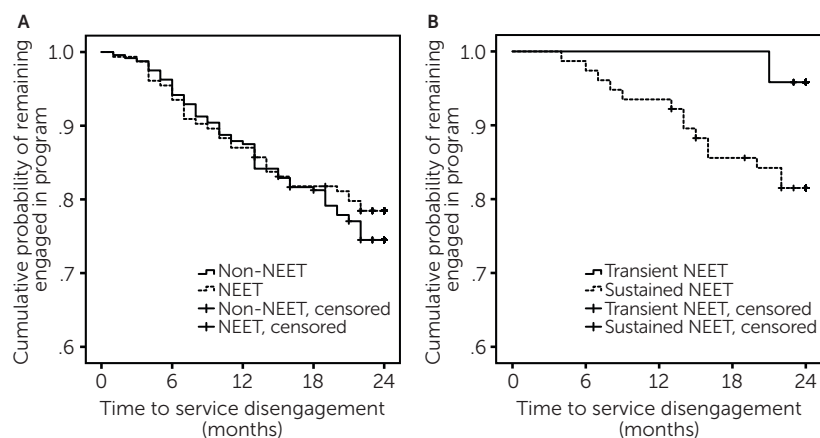 A
Cumulative probability of remaining
engaged in program
1.0
.9
.8
.7
.6
Non-NEET
NEET
Non-NEET, censored
NEET, censored
0 6 12 18 24
Time to service disengagement
(months)
B
Cumulative probability of remaining
engaged in program
1.0
.9
.8
.7
.6
Transient NEET
Sustained NEET
Transient NEET, censored
Sustained NEET, censored
0 6 13 18 24
Time to service disengagement
(months)